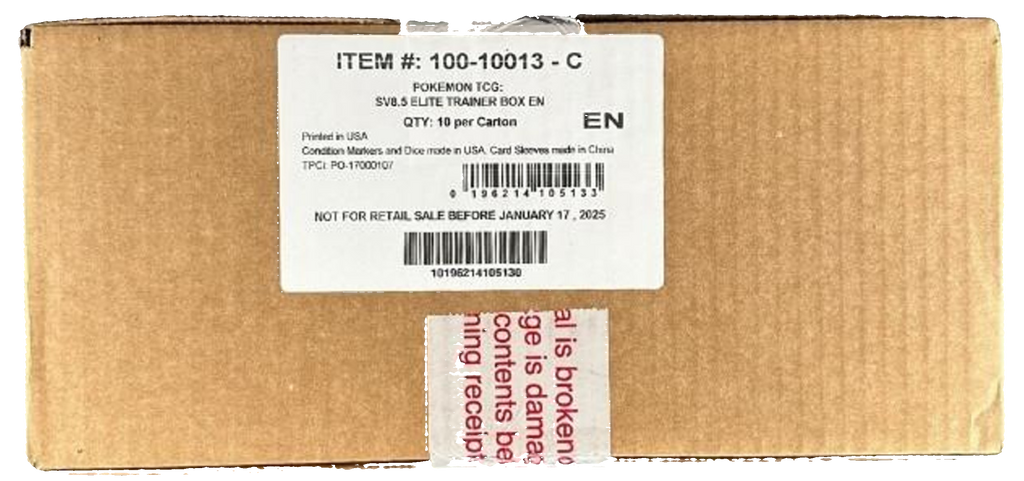 ITEM #: 100-10013 - C
POKEMON TCG:
SV8.5 ELITE TRAINER BOX EN
QTY: 10 per Carton
EN
Printed in USA
Condition Markers and Dice made in USA. Card Sleeves made in China
TPCi PO-17000107
0 196214 105133
NOT FOR RETAIL SALE BEFORE JANUARY 17 , 2025
10196214105130
al is broken
ge is dama
contents be
ning receipt